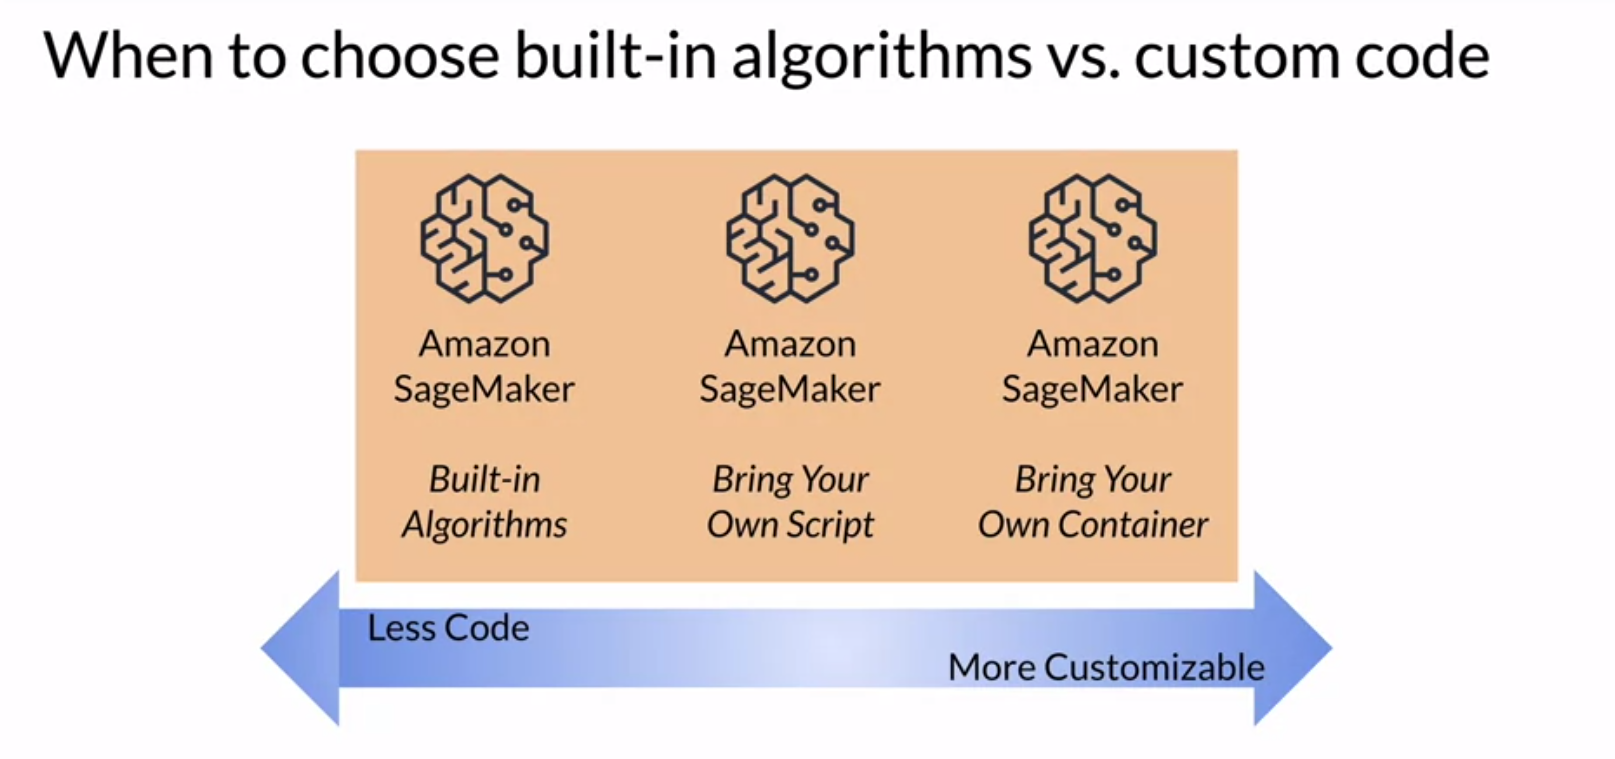 When to choose built-in algorithms vs. custom code
Amazon
SageMaker
Built-in
Algorithms
Amazon
SageMaker
Bring Your
Own Script
Amazon
SageMaker
Bring Your
Own Container
Less Code
More Customizable